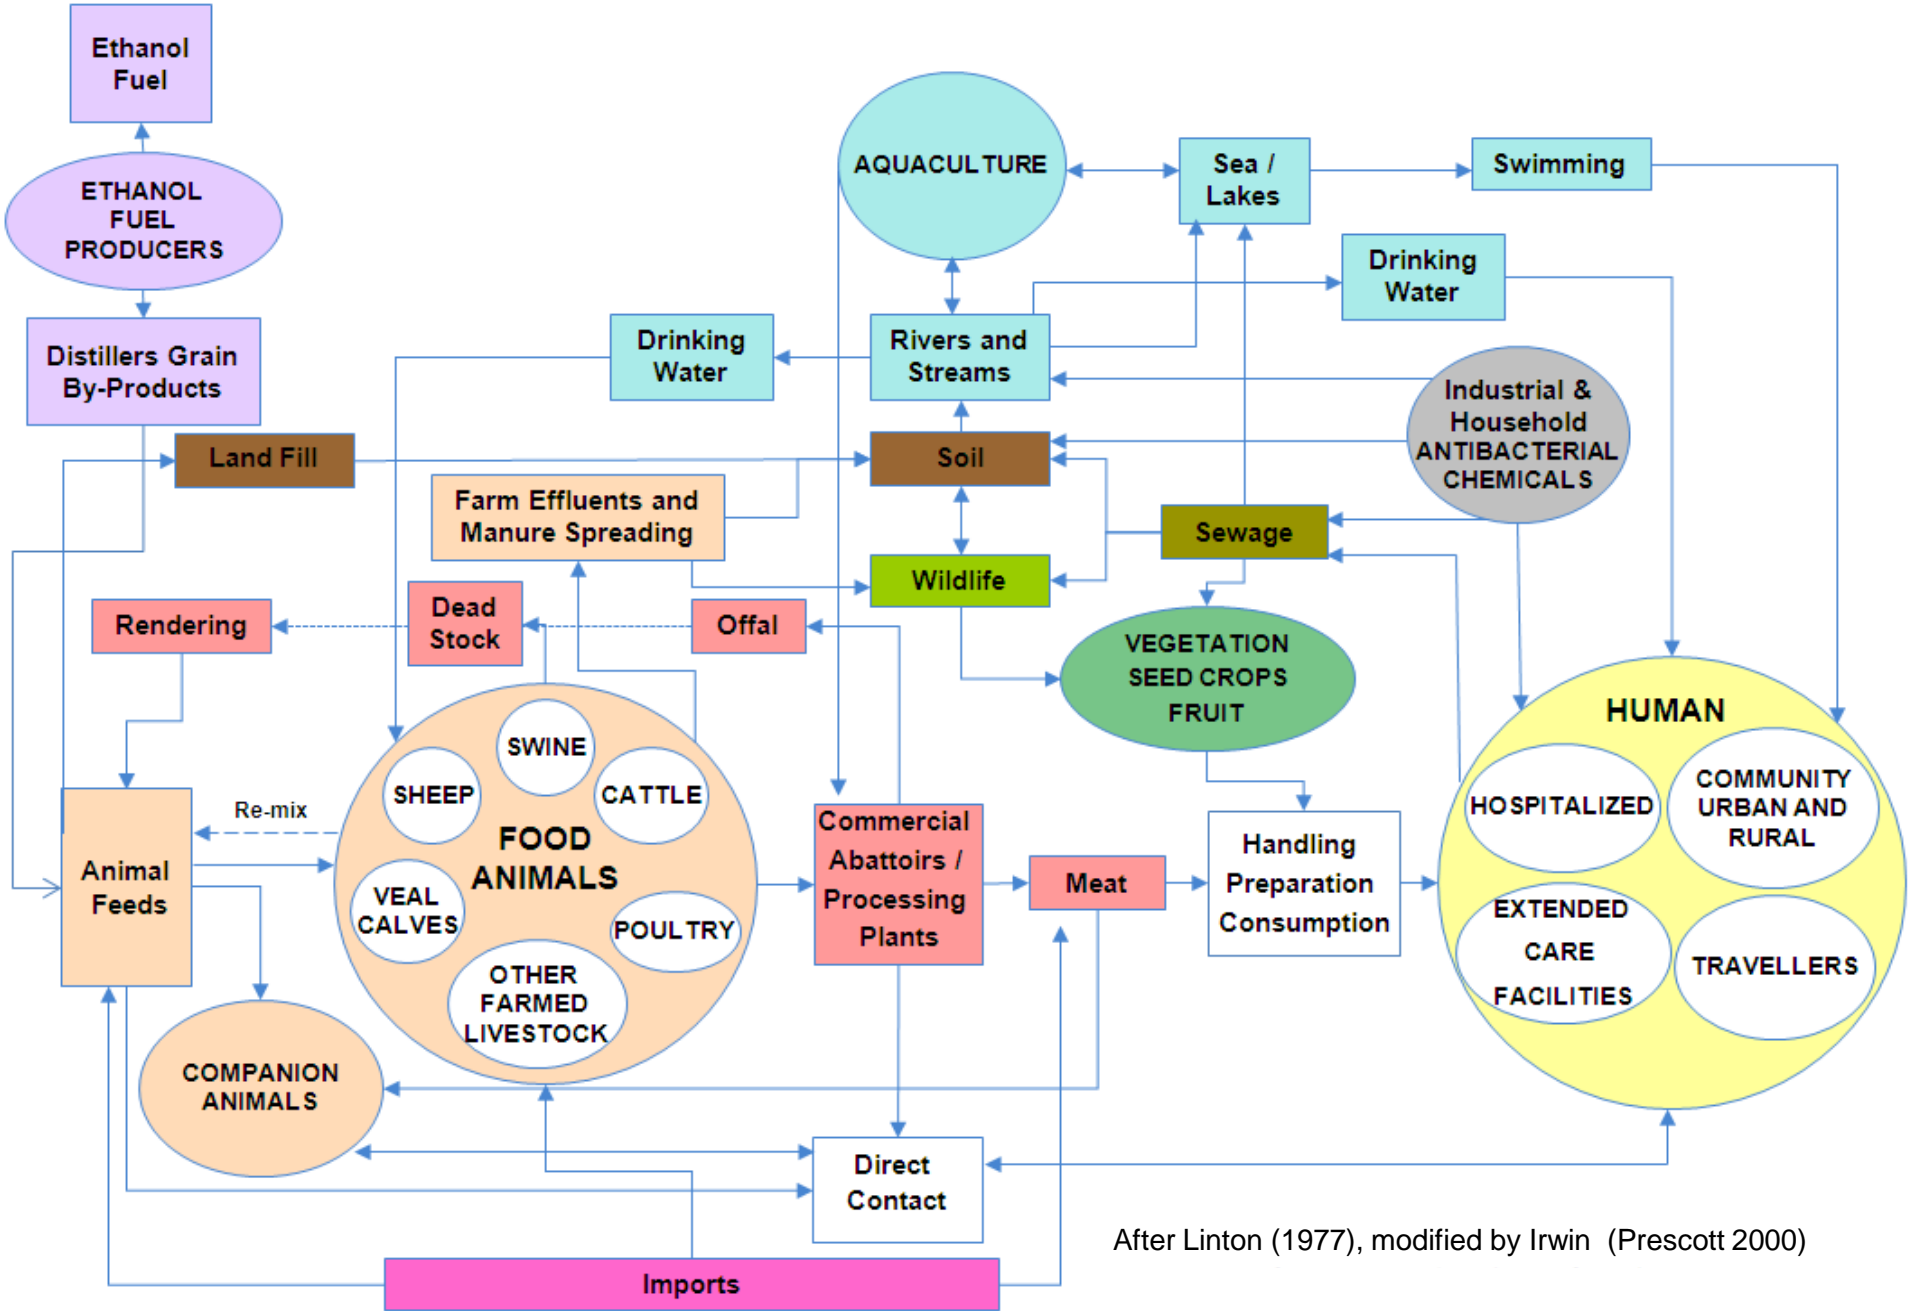 Ethanol
Fuel
ETHANOL
FUEL
PRODUCERS
Distillers Grain
By-Products
Land Fill
AQUACULTURE
Sea /
Lakes
Swimming
Drinking
Water
Drinking
Water
Rivers and
Streams
Industrial &
Household
ANTIBACTERIAL
CHEMICALS
Soil
Farm Effluents and
Manure Spreading
Sewage
Wildlife
Rendering
Dead
Stock
Offal
VEGETATION
SEED CROPS
FRUIT
Re-mix
Animal
Feeds
SWINE
SHEEP
CATTLE
FOOD
ANIMALS
VEAL
CALVES
POULTRY
OTHER
FARMED
LIVESTOCK
Commercial
Abattoirs /
Processing
Plants
Meat
Handling
Preparation
Consumption
HUMAN
HOSPITALIZED
COMMUNITY
URBAN AND
RURAL
EXTENDED
CARE
FACILITIES
TRAVELLERS
COMPANION
ANIMALS
Direct
Contact
Imports
After Linton (1977), modified by Irwin (Prescott 2000)